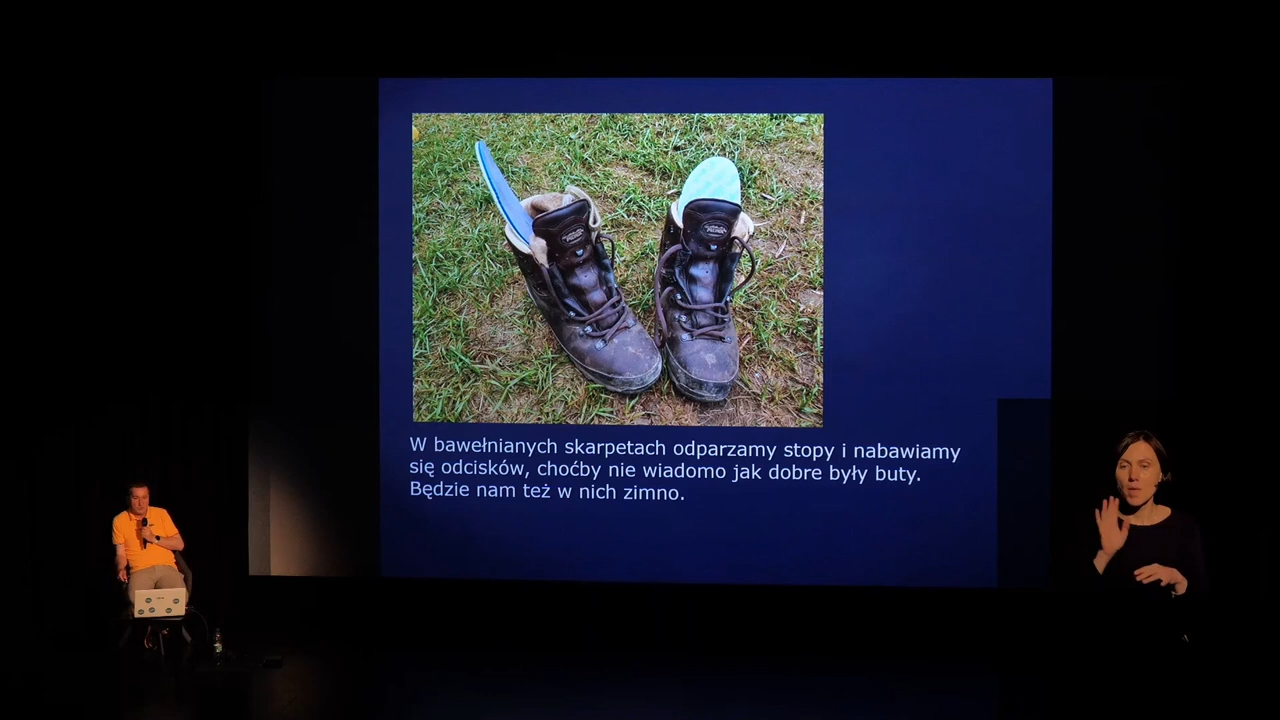 W bawełnianych skarpetach odparzamy stopy i nabawiamy
się odcisków, choćby nie wiadomo jak dobre były buty.
Będzie nam też w nich zimno.